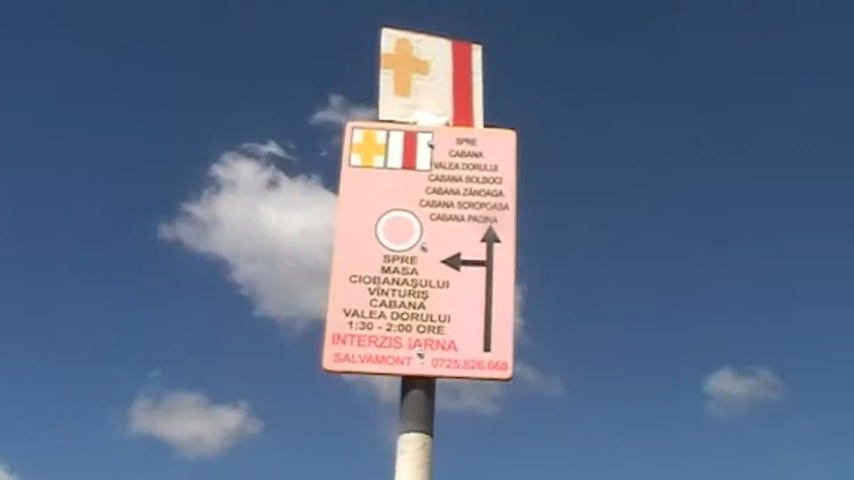 SPRE
CABANA
VALEA DORULUI
CABANA BOLBOCI
CABANA ZĂNOAGA
CABANA SCROPOASA
CABANA PADINA
SPRE
MASA
CIOBANAȘULUI
VÎNTURIȘ
CABANA
VALEA DORULUI
1:30 - 2:00 ORE
INTERZIS IARNA
SALVAMONT - 0725.826.668